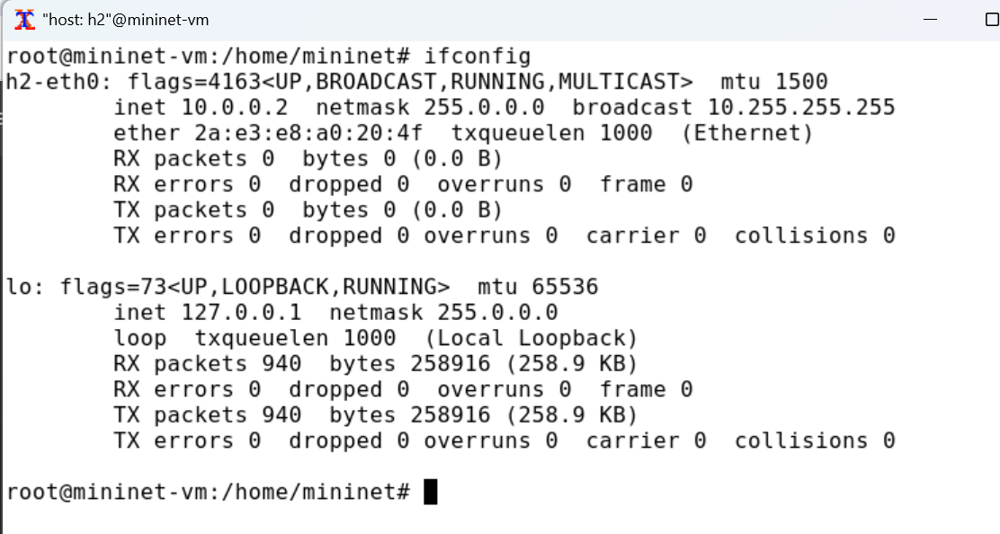 "host: h2"@mininet-vm
root@mininet-vm:/home/mininet# ifconfig
h2-eth0: flags=4163<UP,BROADCAST,RUNNING,MULTICAST>  mtu 1500
        inet 10.0.0.2  netmask 255.0.0.0  broadcast 10.255.255.255
        ether 2a:e3:e8:a0:20:4f  txqueuelen 1000  (Ethernet)
        RX packets 0  bytes 0 (0.0 B)
        RX errors 0  dropped 0  overruns 0  frame 0
        TX packets 0  bytes 0 (0.0 B)
        TX errors 0  dropped 0 overruns 0  carrier 0  collisions 0

lo: flags=73<UP,LOOPBACK,RUNNING>  mtu 65536
        inet 127.0.0.1  netmask 255.0.0.0
        loop  txqueuelen 1000  (Local Loopback)
        RX packets 940  bytes 258916 (258.9 KB)
        RX errors 0  dropped 0  overruns 0  frame 0
        TX packets 940  bytes 258916 (258.9 KB)
        TX errors 0  dropped 0 overruns 0  carrier 0  collisions 0

root@mininet-vm:/home/mininet#